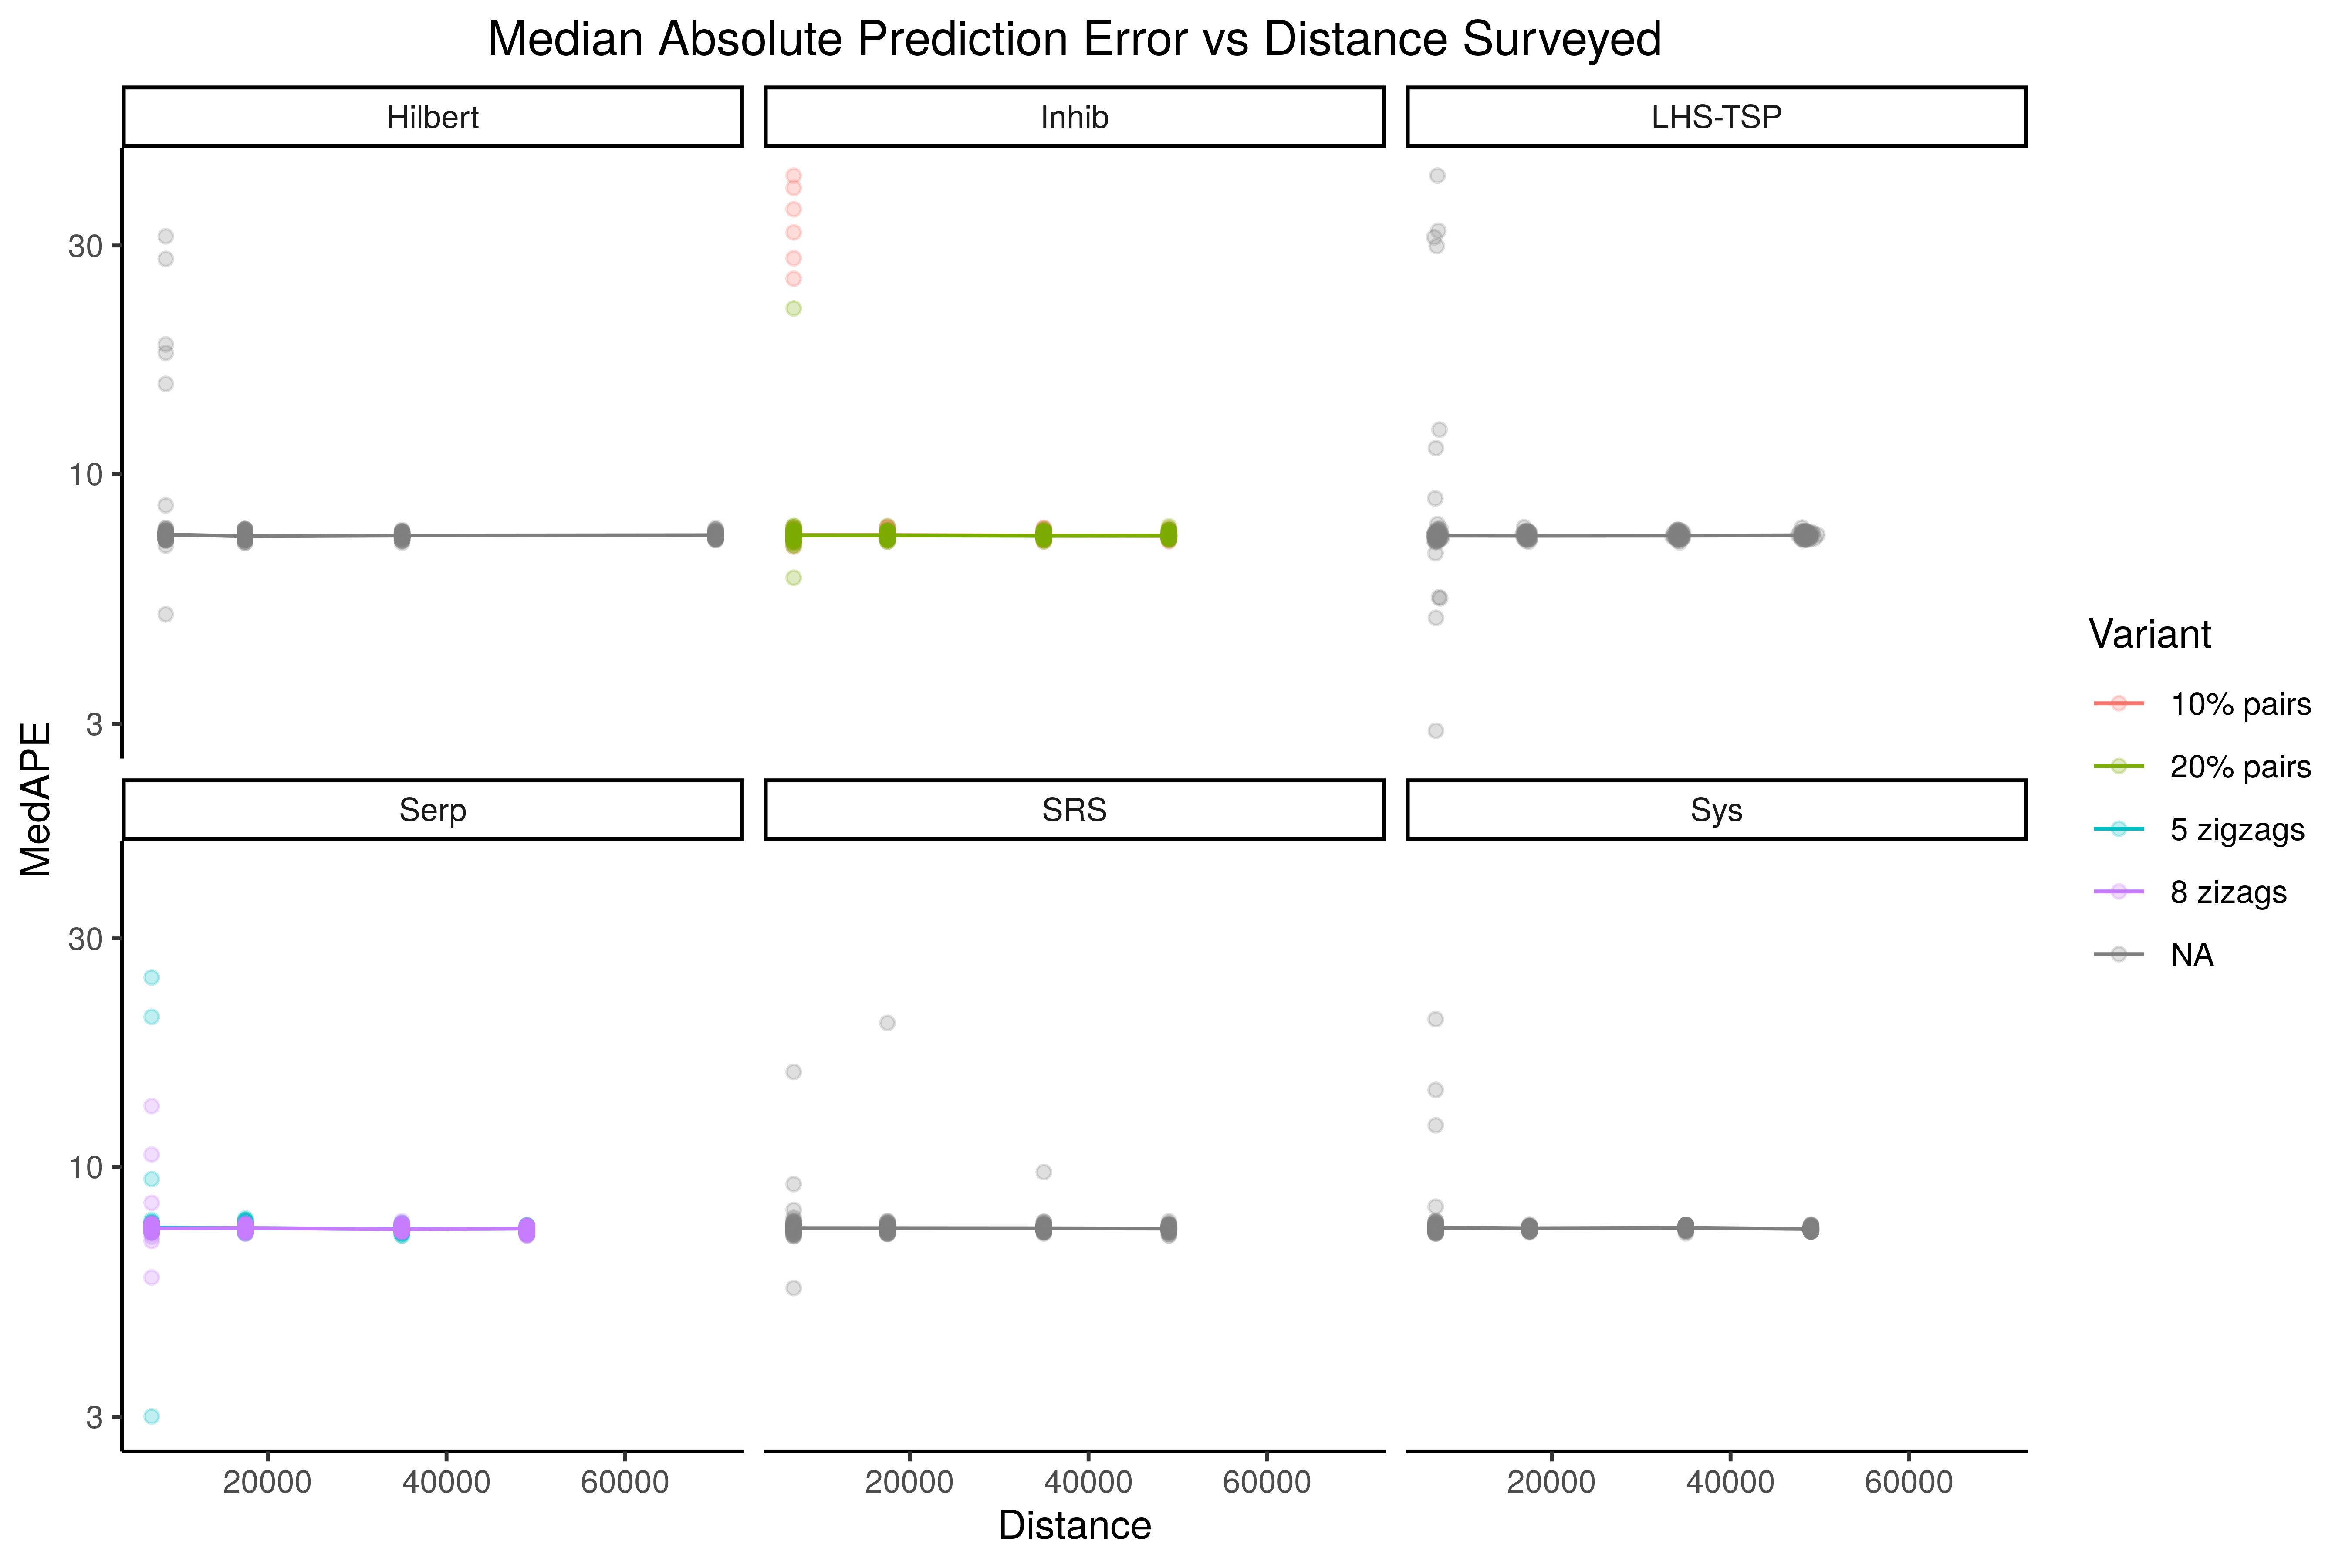 Median Absolute Prediction Error vs Distance Surveyed
Hilbert
Inhib
LHS-TSP
30
10
3
Serp
SRS
Sys
30
10
3
MedAPE
20000
40000
60000
20000
40000
60000
20000
40000
60000
Distance
Variant
10% pairs
20% pairs
5 zigzags
8 zizags
NA